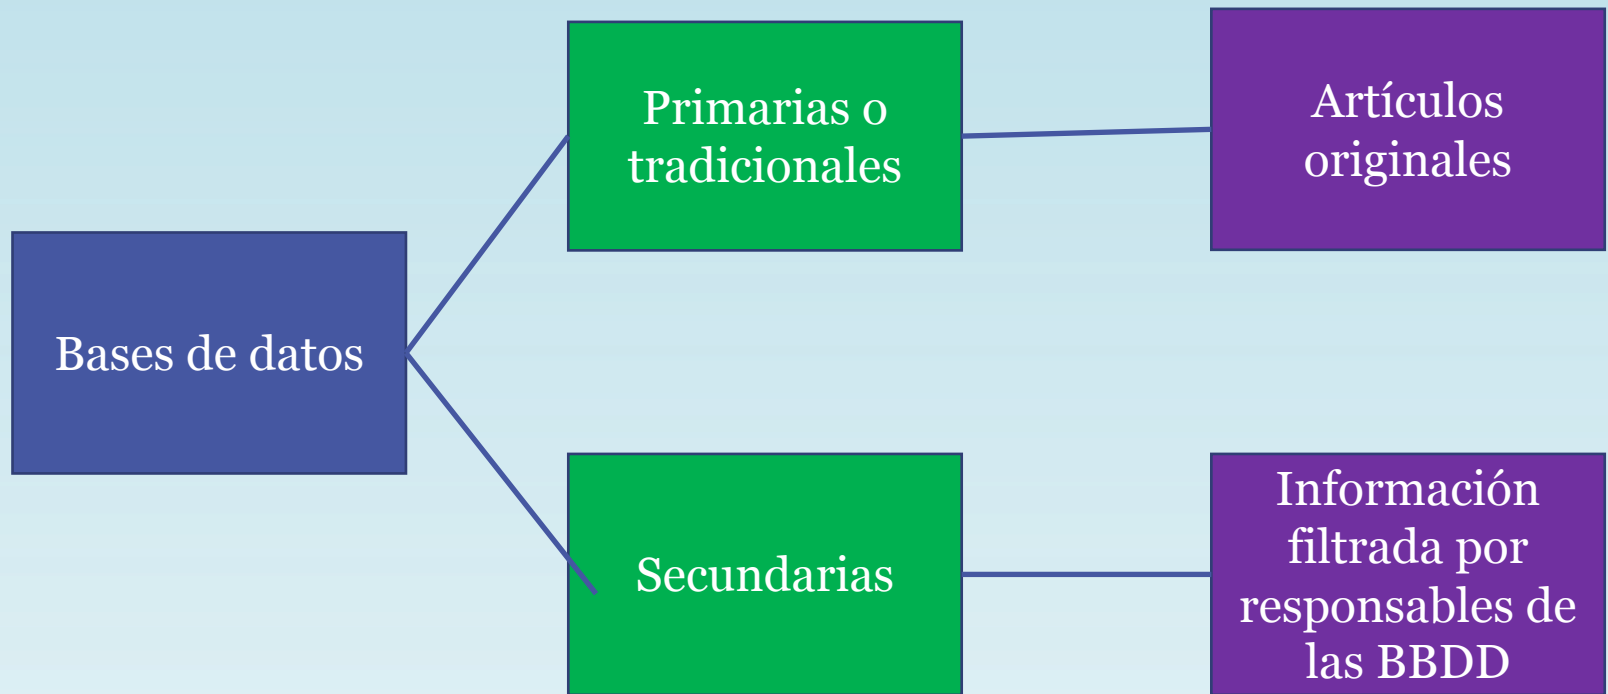 Primarias o
tradicionales
Artículos
originales
Bases de datos
Secundarias
Información
filtrada por
responsables de
las BBDD